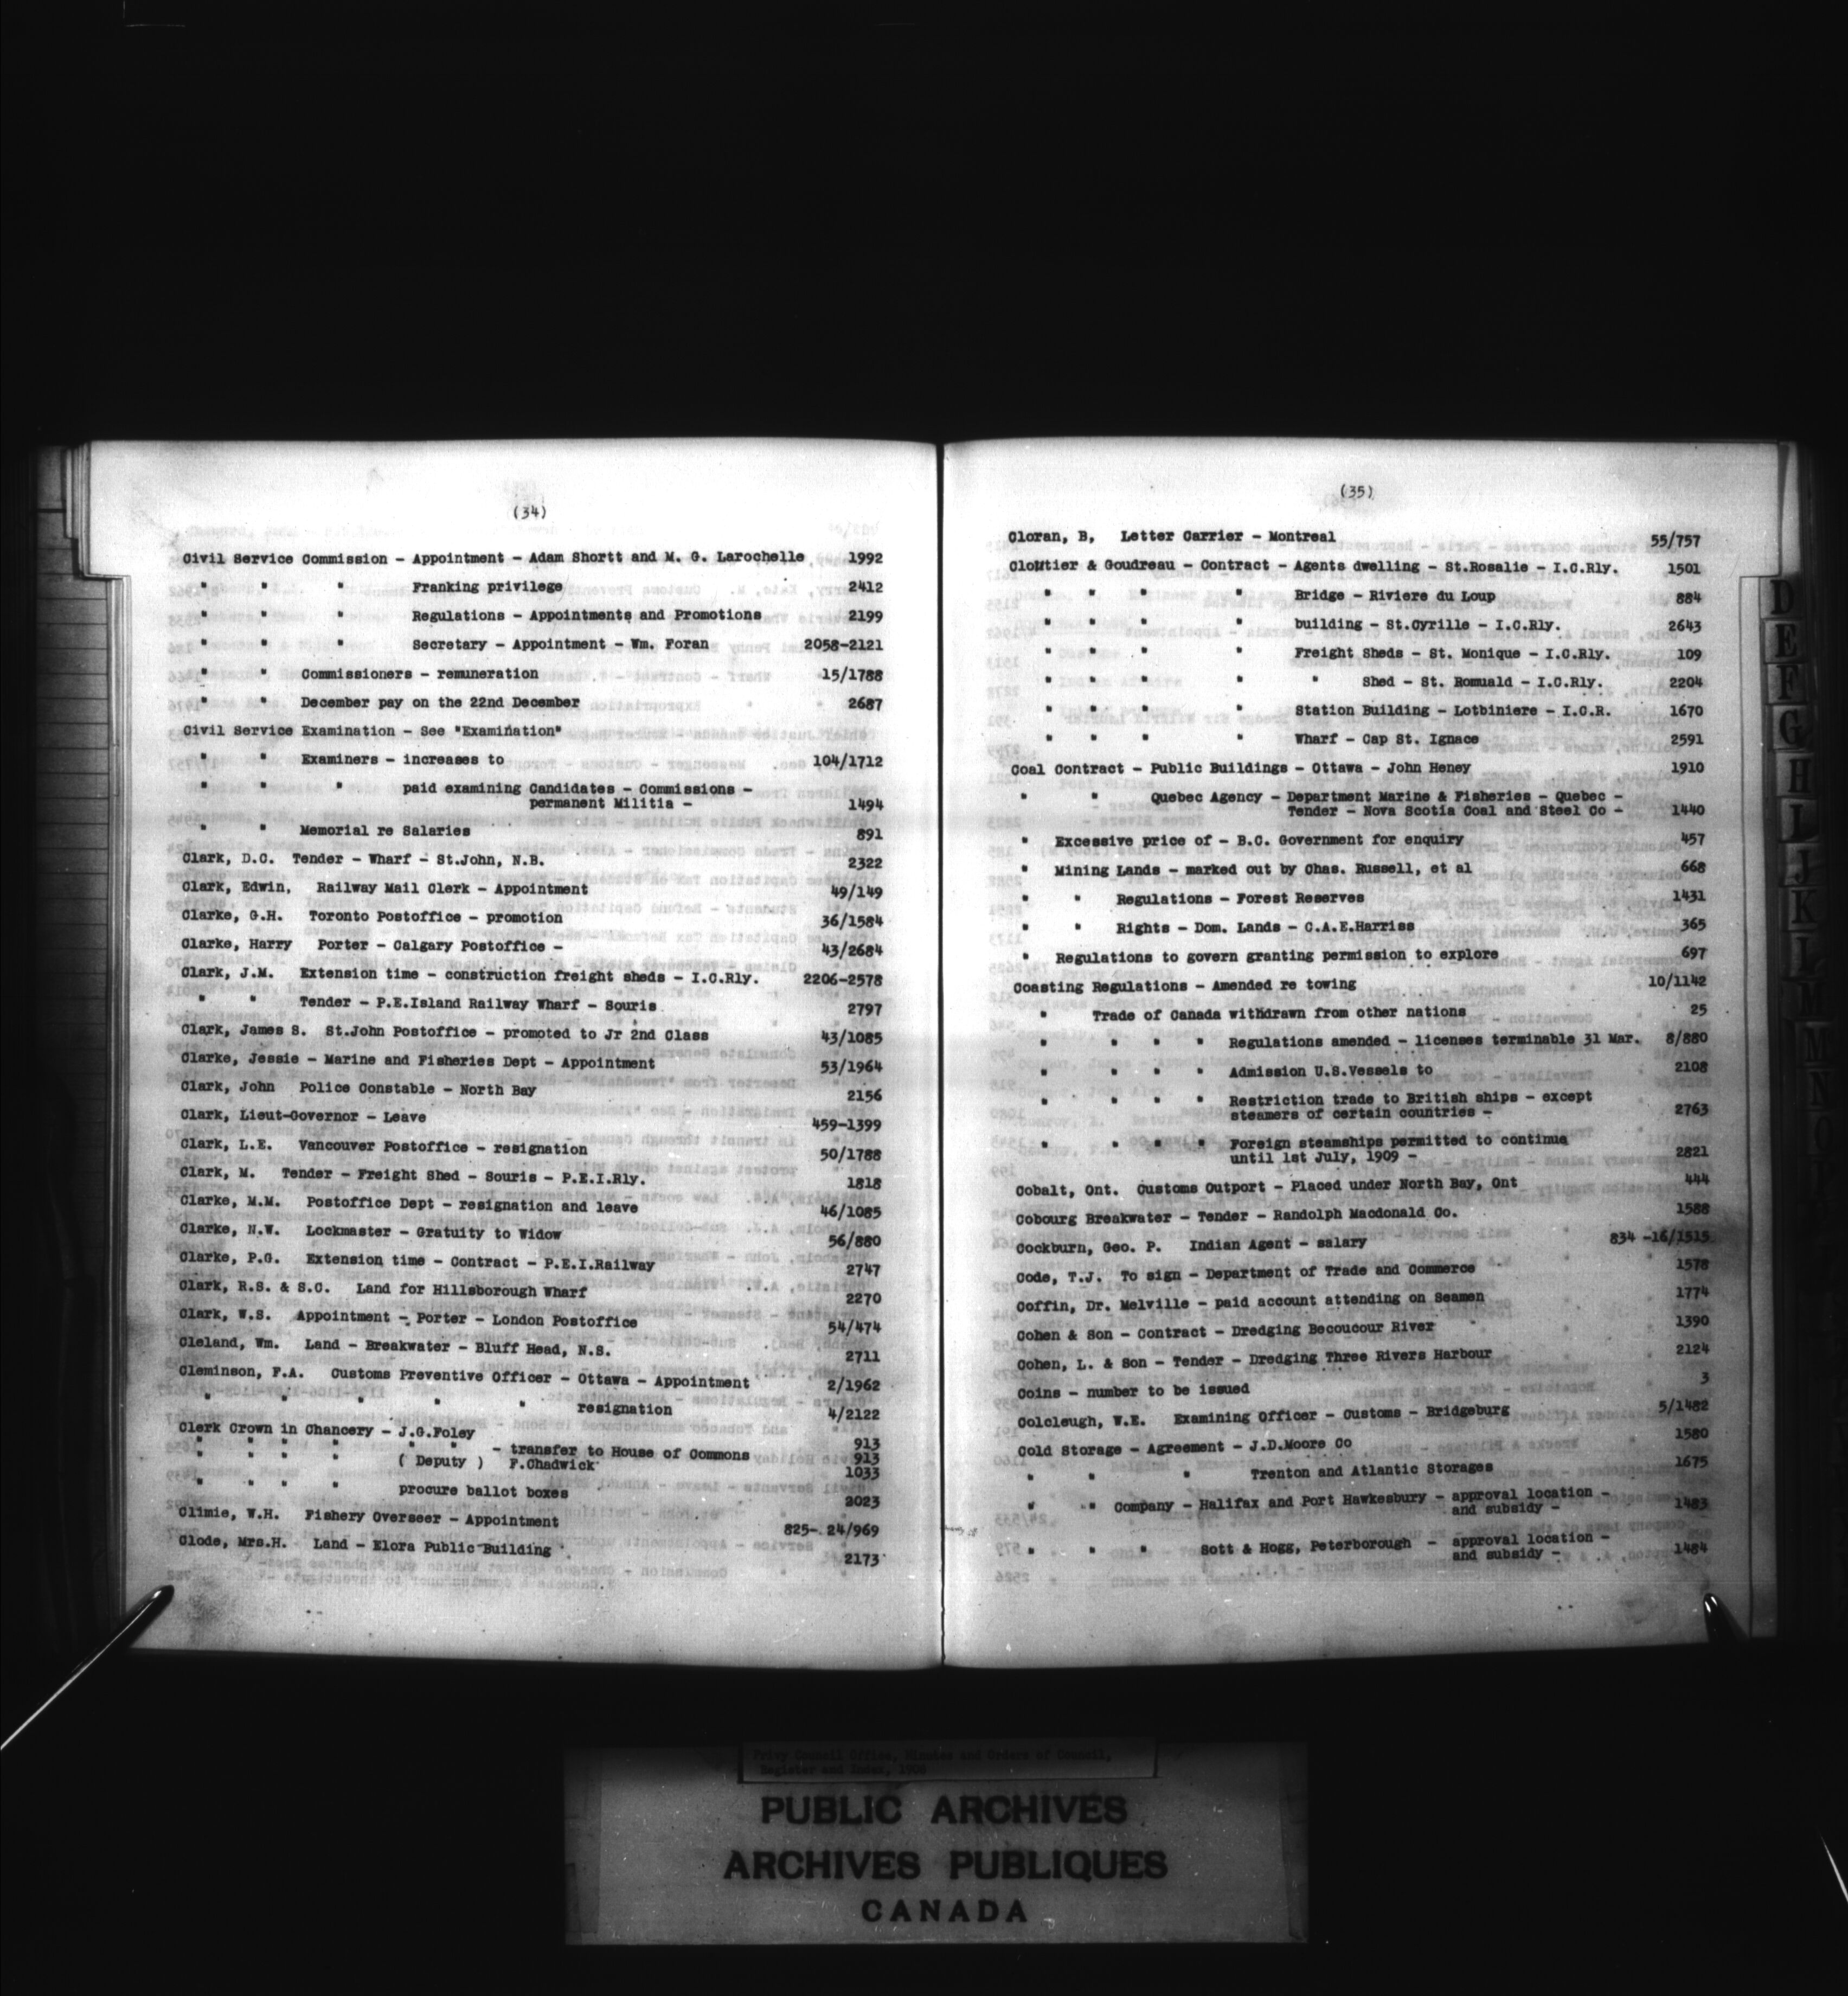 (34)
Civil Service Commission - Appointment - Adam Shortt and M. G. Larochelle 1992
" " " Franking privilege 2412
" " " Regulations - Appointments and Promotions 2199
" " " Secretary - Appointment - Wm. Foran 2058-2121
" " Commissioners - remuneration 15/1788
" " December pay on the 22nd December 2687
Civil Service Examination - See "Examination"
" " Examiners - increases to 104/1712
" " " paid examining Candidates - Commissions -
permanent Militia - 1494
" " Memorial re Salaries 891
Clark, D.C. Tender - Wharf - St.John, N.B. 2322
Clark, Edwin, Railway Mail Clerk - Appointment 49/149
Clarke, G.H. Toronto Postoffice - promotion 36/1584
Clarke, Harry Porter - Calgary Postoffice - 43/2684
Clark, J.M. Extension time - construction freight sheds - I.C.Rly. 2206-2578
" " Tender - P.E.Island Railway Wharf - Souris 2797
Clark, James S. St.John Postoffice - promoted to Jr 2nd Class 43/1085
Clarke, Jessie - Marine and Fisheries Dept - Appointment 53/1964
Clark, John Police Constable - North Bay 2156
Clark, Lieut-Governor - Leave 459-1399
Clark, L.E. Vancouver Postoffice - resignation 50/1788
Clark, M. Tender - Freight Shed - Souris - P.E.I.Rly. 1818
Clarke, M.M. Postoffice Dept - resignation and leave 46/1085
Clarke, N.W. Lockmaster - Gratuity to Widow 56/880
Clarke, P.G. Extension time - Contract - P.E.I.Railway 2747
Clark, R.S. & S.C. Land for Hillsborough Wharf 2270
Clark, W.S. Appointment - Porter - London Postoffice 54/474
Cleland, Wm. Land - Breakwater - Bluff Head, N.S. 2711
Cleminson, F.A. Customs Preventive Officer - Ottawa - Appointment 2/1962
" " " " " resignation 4/2122
Clerk Crown in Chancery - J.G.Foley 913
" " " " " " - transfer to House of Commons 913
" " " " ( Deputy ) F.Chadwick 1033
" " " " procure ballot boxes 2023
Climie, W.H. Fishery Overseer - Appointment 825- 24/969
Clode, Mrs.H. Land - Elora Public Building 2173
(35)
Cloran, B, Letter Carrier - Montreal 55/757
Cloutier & Goudreau - Contract - Agents dwelling - St.Rosalie - I.C.Rly. 1501
" " " " Bridge - Riviere du Loup 884
" " " " building - St.Cyrille - I.C.Rly. 2643
" " " " Freight Sheds - St. Monique - I.C.Rly. 109
" " " " " Shed - St. Romuald - I.C.Rly. 2204
" " " " Station Building - Lotbiniere - I.C.R. 1670
" " " " Wharf - Cap St. Ignace 2591
Coal Contract - Public Buildings - Ottawa - John Heney 1910
" " Quebec Agency - Department Marine & Fisheries - Quebec -
Tender - Nova Scotia Coal and Steel Co - 1440
" Excessive price of - B.C. Government for enquiry 457
" Mining Lands - marked out by Chas. Russell, et al 668
" " Regulations - Forest Reserves 1431
" " Rights - Dom. Lands - C.A.E.Harriss 365
" Regulations to govern granting permission to explore 697
Coasting Regulations - Amended re towing 10/1142
" Trade of Canada withdrawn from other nations 25
" " " " Regulations amended - licenses terminable 31 Mar. 8/880
" " " " Admission U.S.Vessels to 2108
" " " " Restriction trade to British ships - except
steamers of certain countries - 2763
" " " " Foreign steamships permitted to continue
until 1st July, 1909 - 2821
Cobalt, Ont. Customs Outport - Placed under North Bay, Ont 444
Cobourg Breakwater - Tender - Randolph Macdonald Co. 1588
Cockburn, Geo. P. Indian Agent - salary 834 -16/1515
Code, T.J. To sign - Department of Trade and Commerce 1578
Coffin, Dr. Melville - paid account attending on Seamen 1774
Cohen & Son - Contract - Dredging Becoucour River 1390
Cohen, L. & Son - Tender - Dredging Three Rivers Harbour 2124
Coins - number to be issued 3
Colcleugh, W.E. Examining Officer - Customs - Bridgeburg 5/1482
Cold Storage - Agreement - J.D.Moore Co 1580
" " " Trenton and Atlantic Storages 1675
" " Company - Halifax and Port Hawkesbury - approval location -
and subsidy - 1483
" " " Sott & Hogg, Peterborough - approval location -
and subsidy - 1484
D
E
F
G
H
I
J
K
L
Privy Council Office, Minutes and Orders of Council,
Register and Index, 1908
PUBLIC ARCHIVES
ARCHIVES PUBLIQUES
CANADA